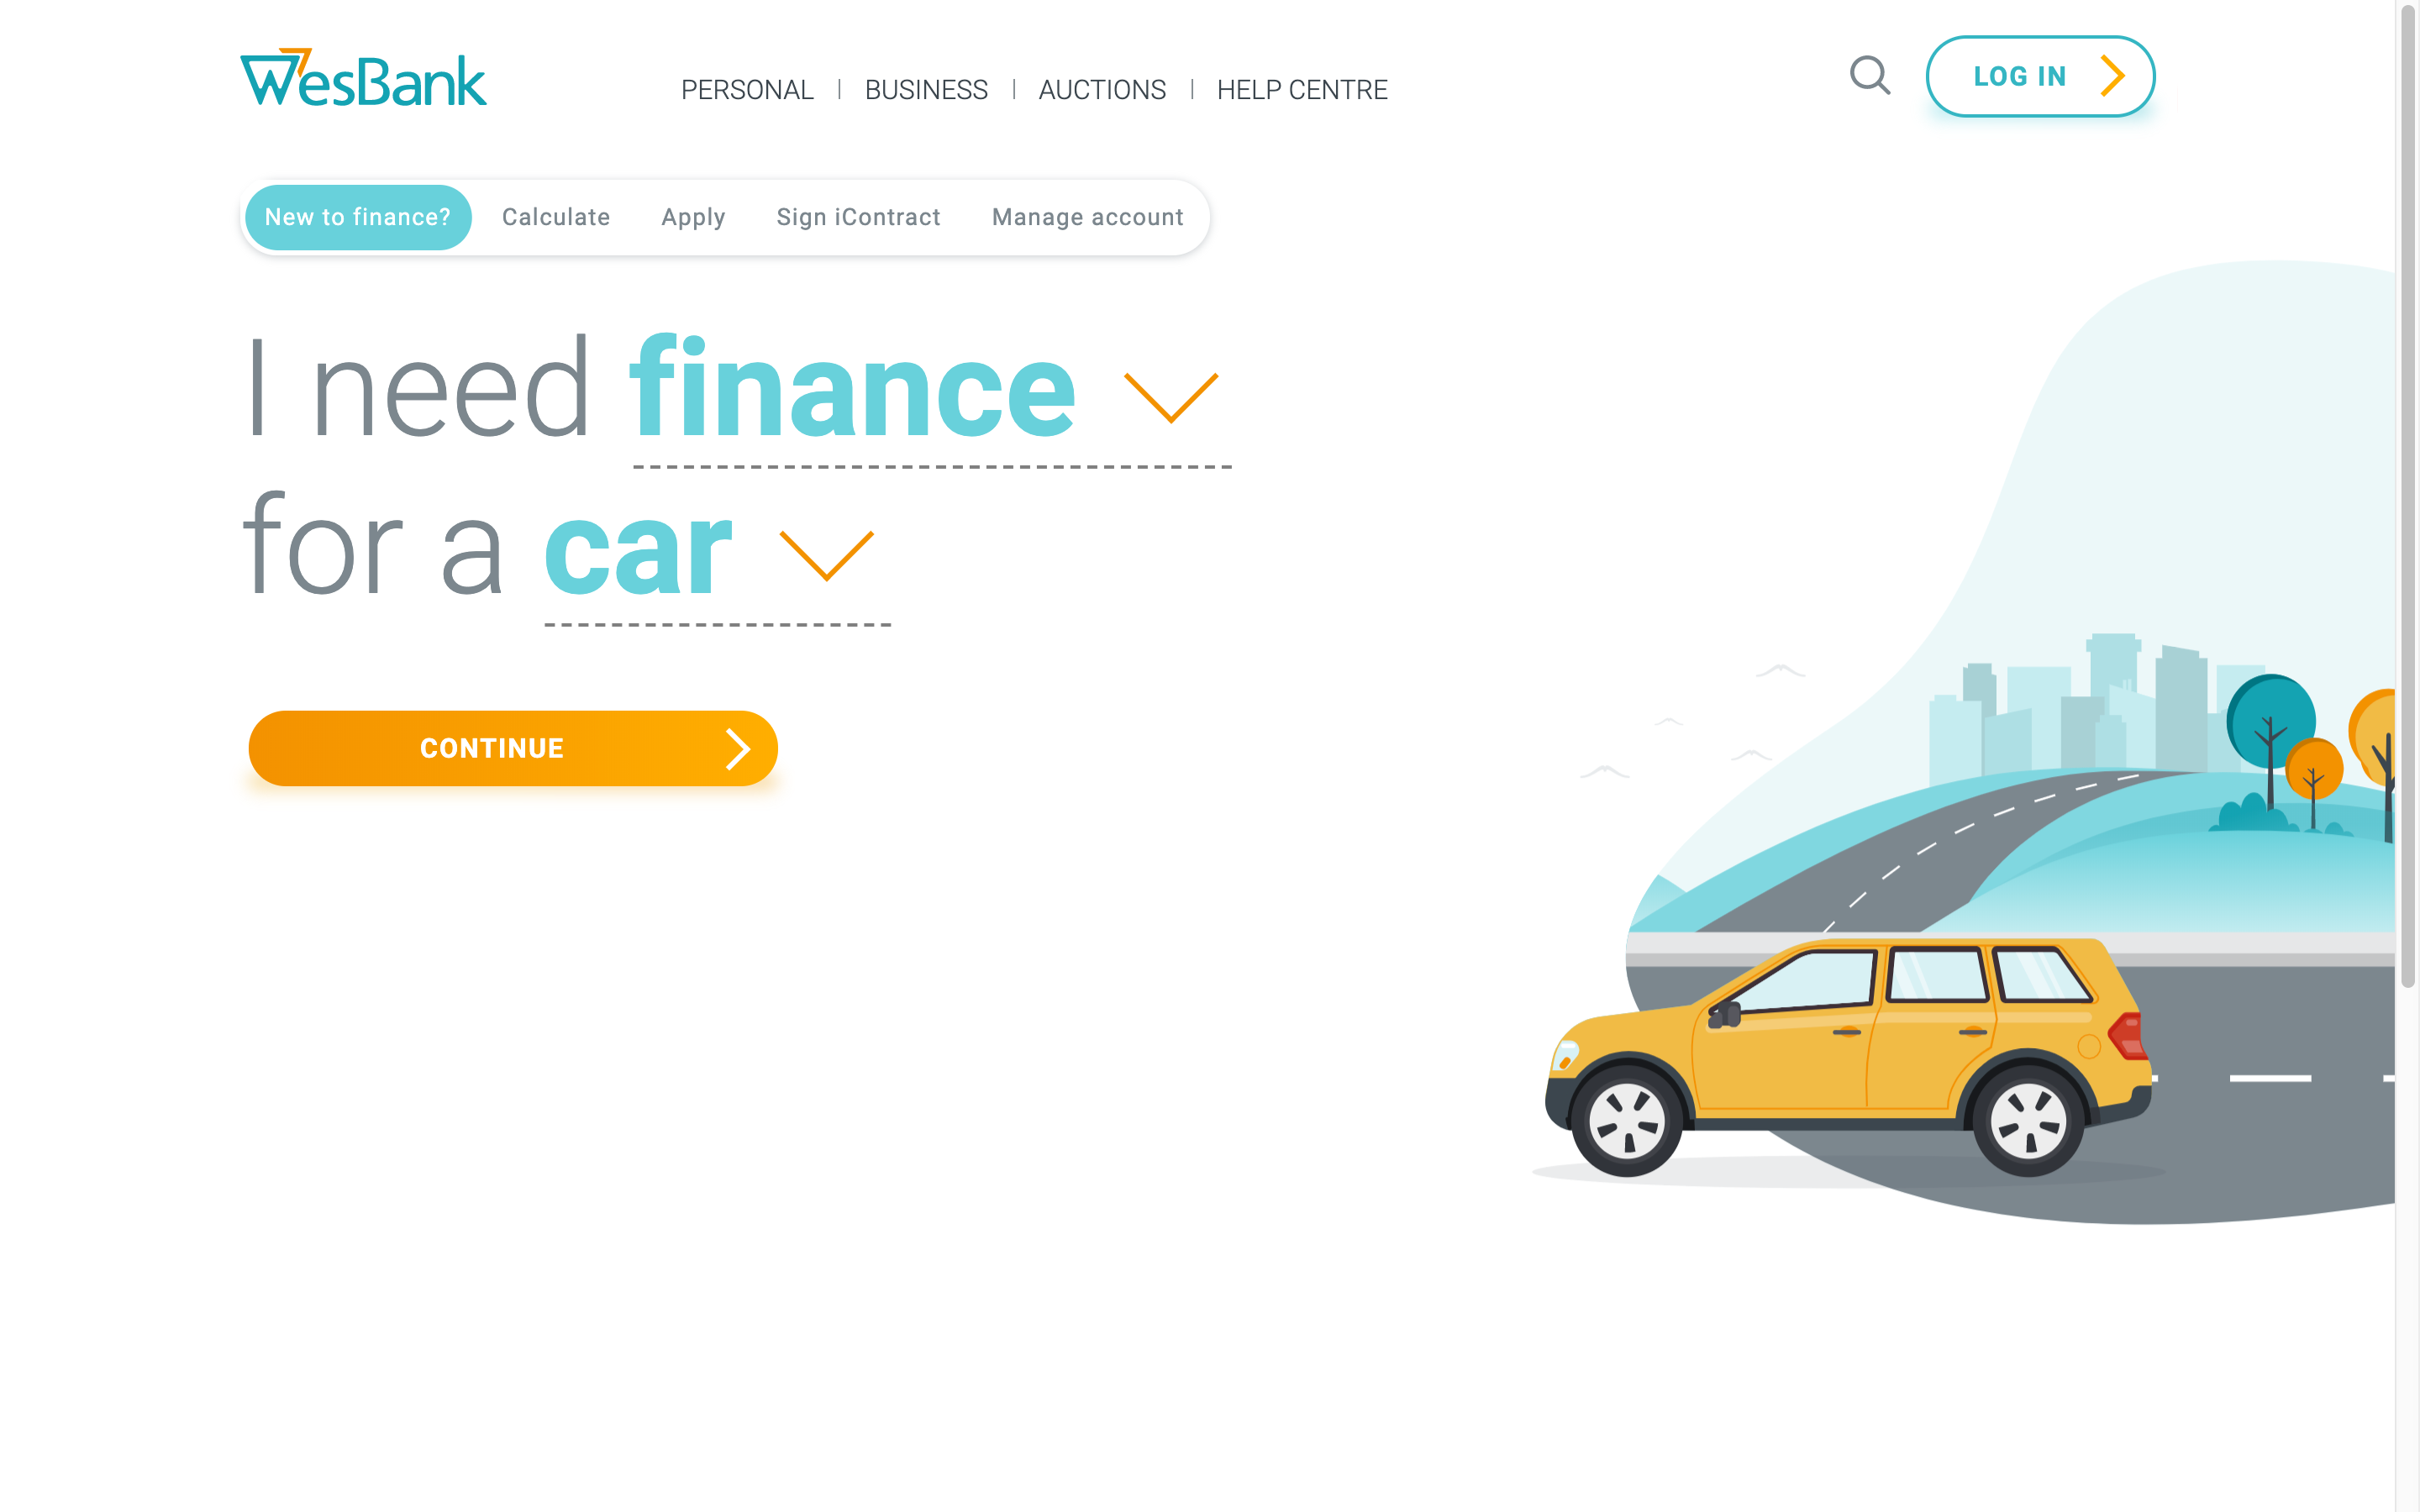 WesBank
PERSONAL | BUSINESS | AUCTIONS | HELP CENTRE
LOG IN
New to finance? Calculate Apply Sign iContract Manage account
I need finance
for a car
CONTINUE